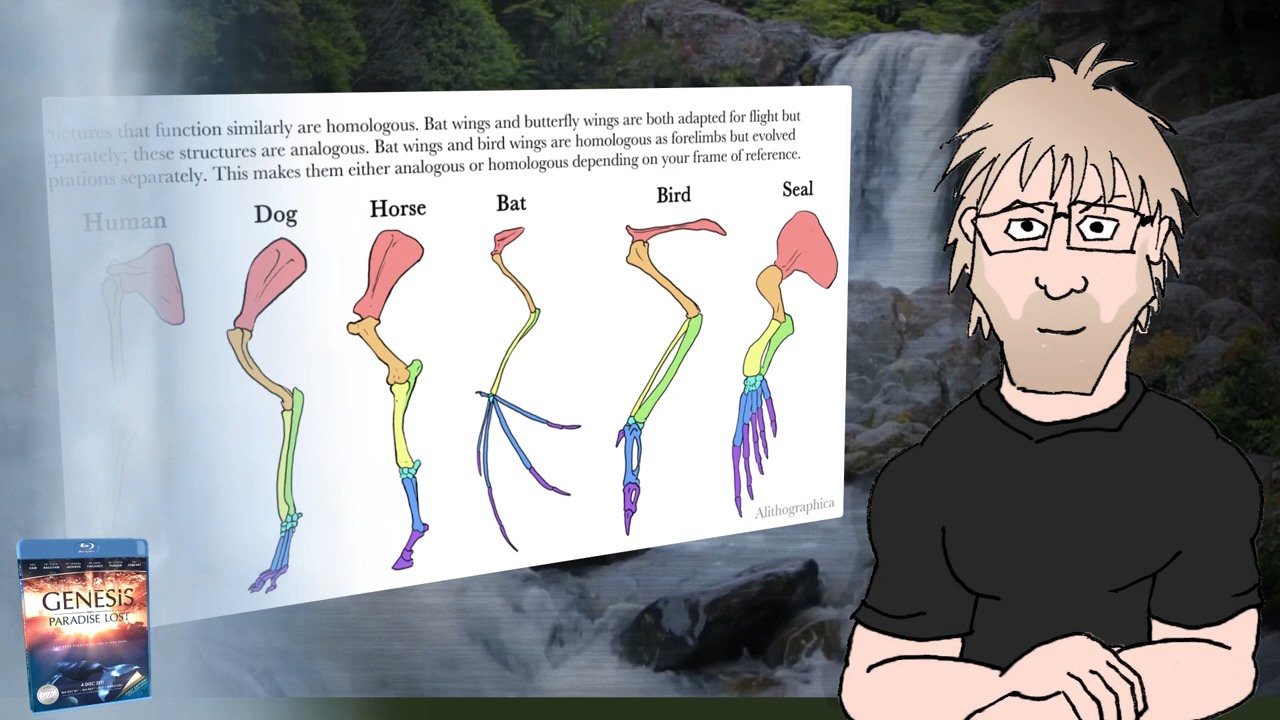 uctures that function similarly are homologous. Bat wings and butterfly wings are both adapted for flight but
parately; these structures are analogous. Bat wings and bird wings are homologous as forelimbs but evolved
ptations separately. This makes them either analogous or homologous depending on your frame of reference.
Human
Dog
Horse
Bat
Bird
Seal
Alithographica
GENESIS
PARADISE LOST
4 DISC SET